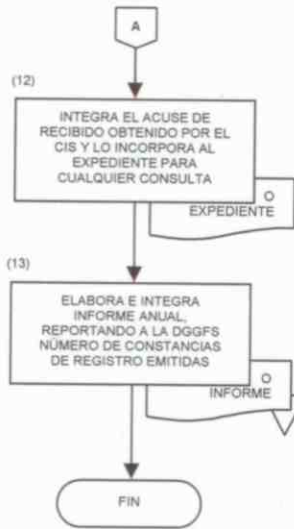 A
(12)
INTEGRA EL ACUSE DE
RECIBIDO OBTENIDO POR EL
CIS Y LO INCORPORA AL
EXPEDIENTE PARA
CUALQUIER CONSULTA
O
EXPEDIENTE
(13)
ELABORA E INTEGRA
INFORME ANUAL,
REPORTANDO A LA DGGFS
NÚMERO DE CONSTANCIAS
DE REGISTRO EMITIDAS
O
INFORME
FIN